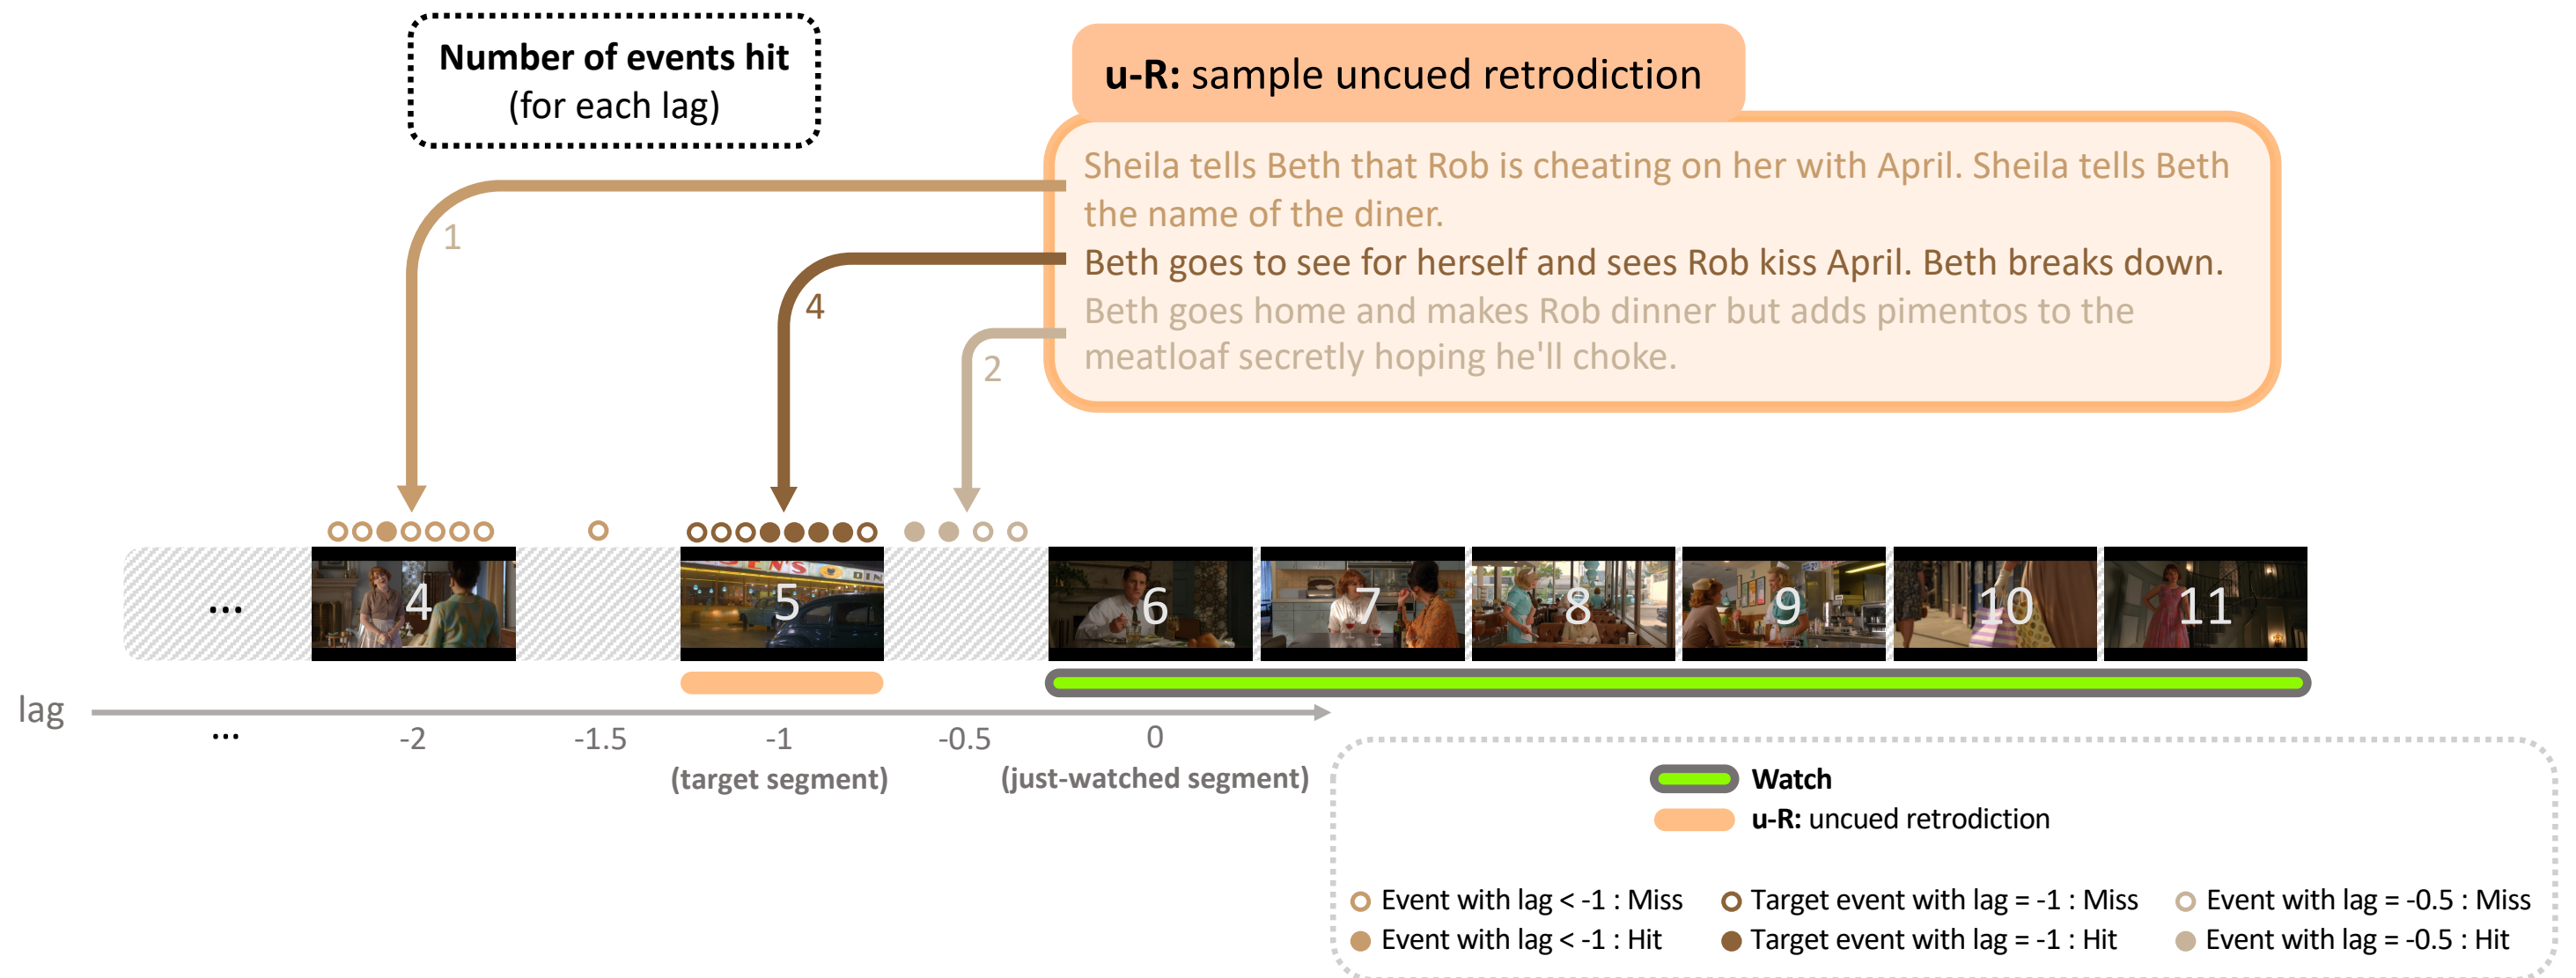 Number of events hit
(for each lag)
u-R: sample uncued retrodiction
Sheila tells Beth that Rob is cheating on her with April. Sheila tells Beth
the name of the diner.
Beth goes to see for herself and sees Rob kiss April. Beth breaks down.
Beth goes home and makes Rob dinner but adds pimentos to the
meatloaf secretly hoping he'll choke.
1
4
2
...
4
5
6
7
8
9
10
11
lag
...
-2
-1.5
-1
-0.5
0
(target segment)
(just-watched segment)
Watch
u-R: uncued retrodiction
Event with lag < -1 : Miss
Target event with lag = -1 : Miss
Event with lag = -0.5 : Miss
Event with lag < -1 : Hit
Target event with lag = -1 : Hit
Event with lag = -0.5 : Hit